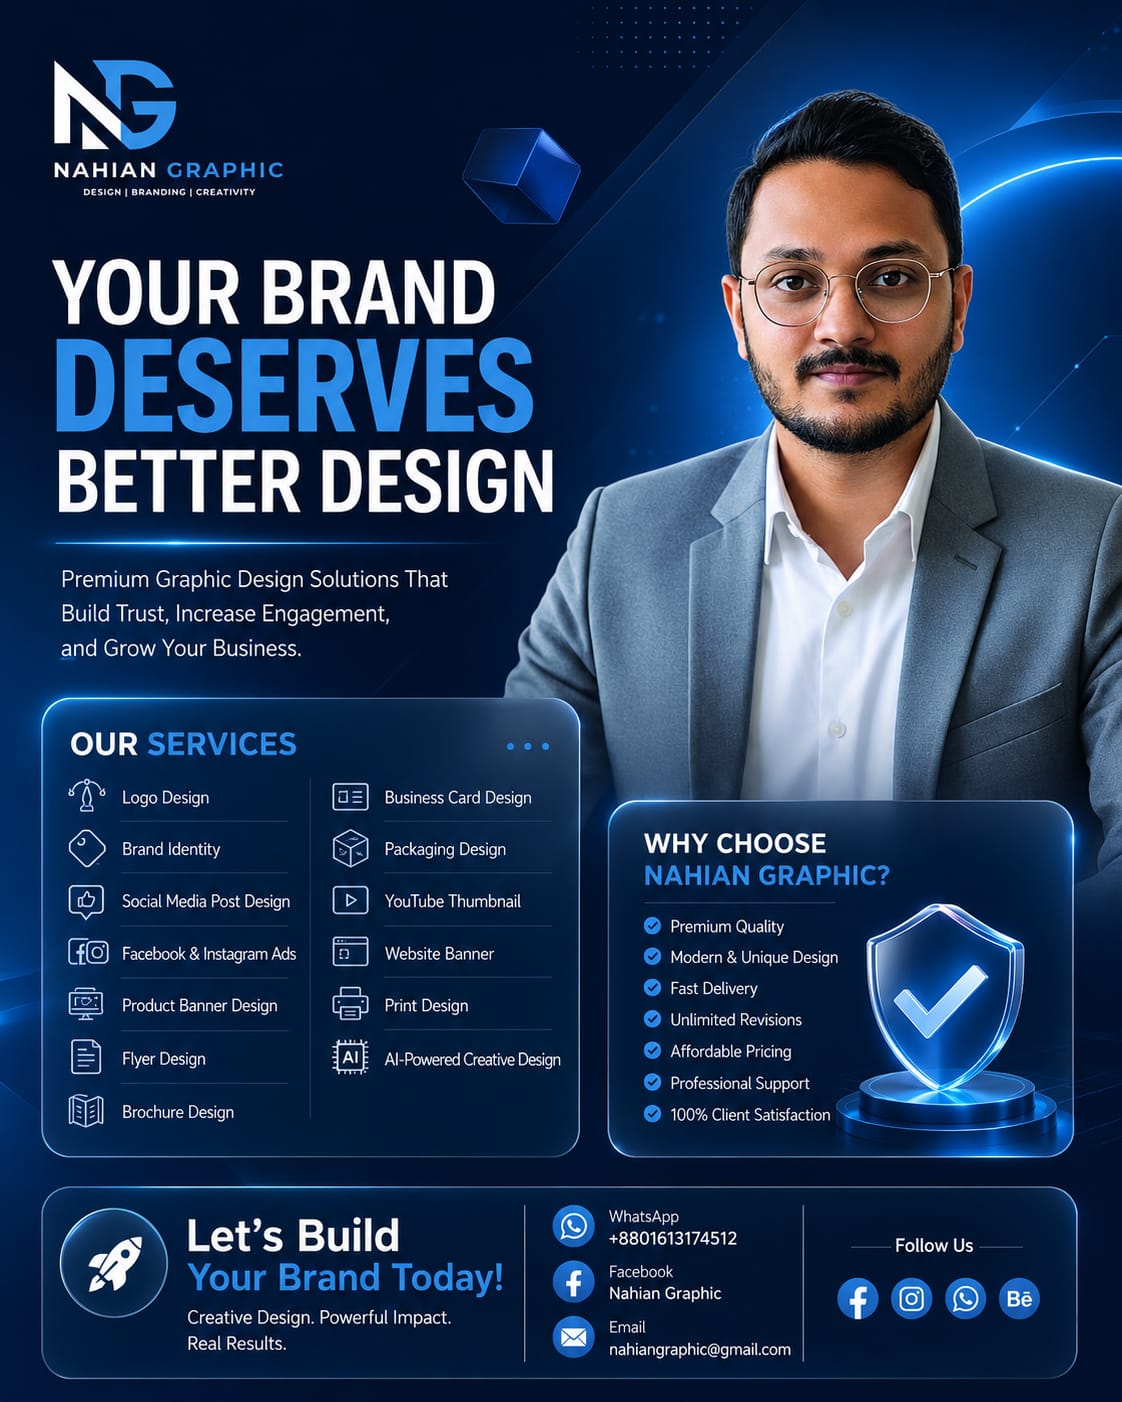 NG
NAHIAN GRAPHIC
DESIGN | BRANDING | CREATIVITY
YOUR BRAND
DESERVES
BETTER DESIGN
Premium Graphic Design Solutions That
Build Trust, Increase Engagement,
and Grow Your Business.
OUR SERVICES
Logo Design
Brand Identity
Social Media Post Design
Facebook & Instagram Ads
Product Banner Design
Flyer Design
Brochure Design
Business Card Design
Packaging Design
YouTube Thumbnail
Website Banner
Print Design
AI
AI-Powered Creative Design
WHY CHOOSE
NAHIAN GRAPHIC?
Premium Quality
Modern & Unique Design
Fast Delivery
Unlimited Revisions
Affordable Pricing
Professional Support
100% Client Satisfaction
Let's Build
Your Brand Today!
Creative Design. Powerful Impact.
Real Results.
WhatsApp
+8801613174512
Facebook
Nahian Graphic
Email
nahiangraphic@gmail.com
Follow Us
Bē